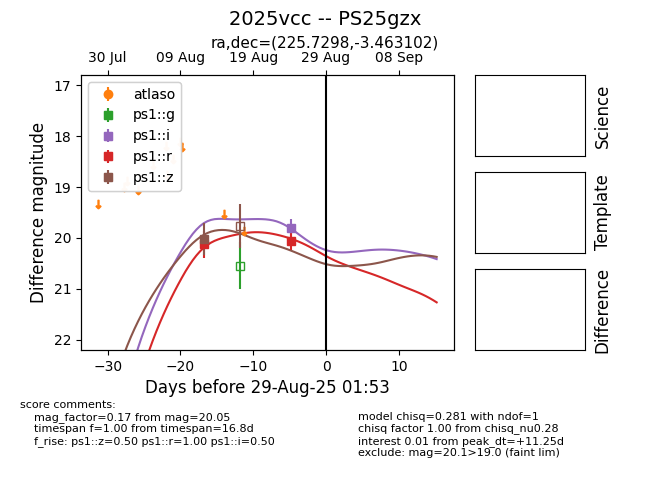 2025vcc -- PS25gzx
ra,dec=(225.7298,-3.463102)
30 Jul 09 Aug 19 Aug 29 Aug 08 Sep
17
18
19
20
21
22
Difference magnitude
atlaso
ps1::g
ps1::i
ps1::r
ps1::z
−30 −20 −10 0 10
Days before 29-Aug-25 01:53
Science
Template
Difference
score comments:
mag_factor=0.17 from mag=20.05
timespan f=1.00 from timespan=16.8d
f_rise: ps1::z=0.50 ps1::r=1.00 ps1::i=0.50
model chisq=0.281 with ndof=1
chisq factor 1.00 from chisq_nu0.28
interest 0.01 from peak_dt=+11.25d
exclude: mag=20.1>19.0 (faint lim)